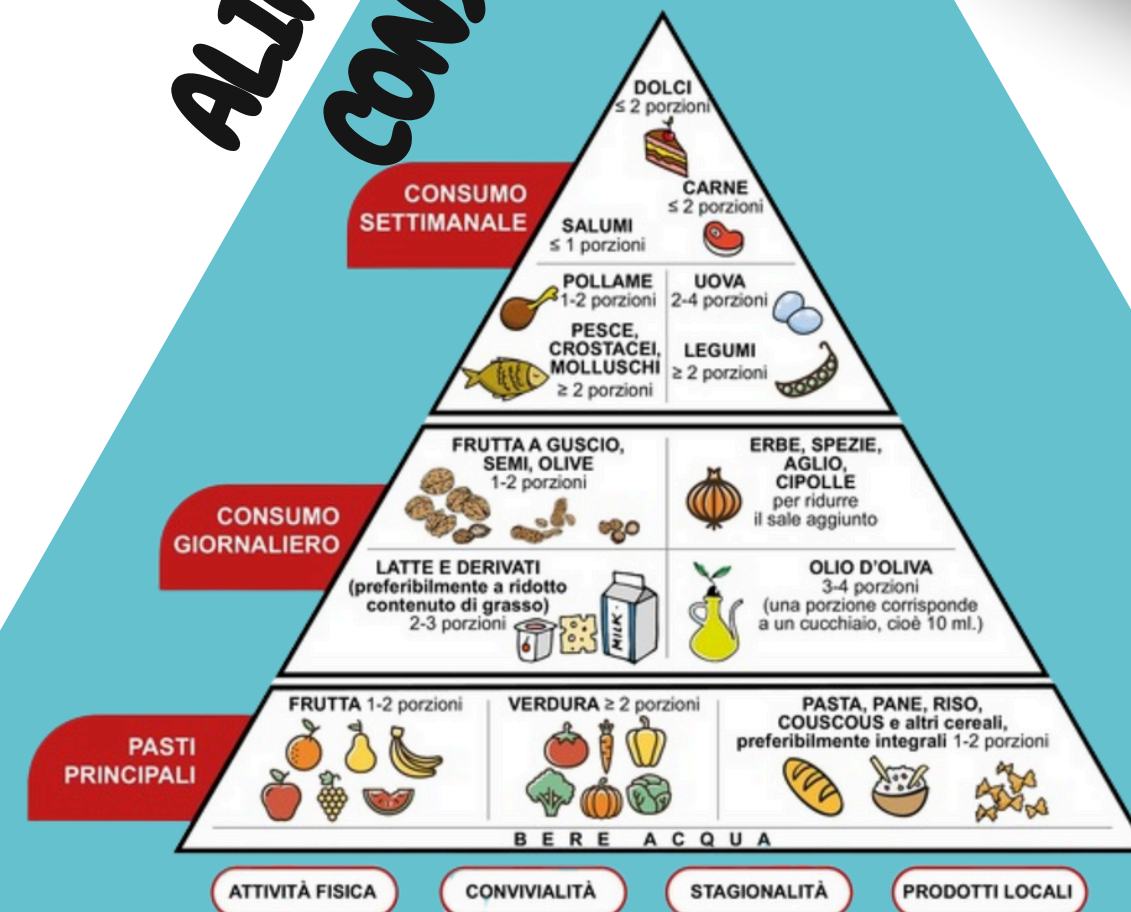 DOLCI
≤ 2 porzioni
CARNE
≤ 2 porzioni
SALUMI
≤ 1 porzioni
CONSUMO
SETTIMANALE
POLLAME
1-2 porzioni
UOVA
2-4 porzioni
PESCE,
CROSTACEI,
MOLLUSCHI
≥ 2 porzioni
LEGUMI
≥ 2 porzioni
CONSUMO
GIORNALIERO
FRUTTA A GUSCIO,
SEMI, OLIVE
1-2 porzioni
ERBE, SPEZIE,
AGLIO,
CIPOLLE
per ridurre
il sale aggiunto
LATTE E DERIVATI
(preferibilmente a ridotto
contenuto di grasso)
2-3 porzioni
MILK
OLIO D'OLIVA
3-4 porzioni
(una porzione corrisponde
a un cucchiaio, cioè 10 ml.)
PASTI
PRINCIPALI
FRUTTA 1-2 porzioni
VERDURA ≥ 2 porzioni
PASTA, PANE, RISO,
COUSCOUS e altri cereali,
preferibilmente integrali 1-2 porzioni
BERE ACQUA
ATTIVITÀ FISICA
CONVIVIALITÀ
STAGIONALITÀ
PRODOTTI LOCALI